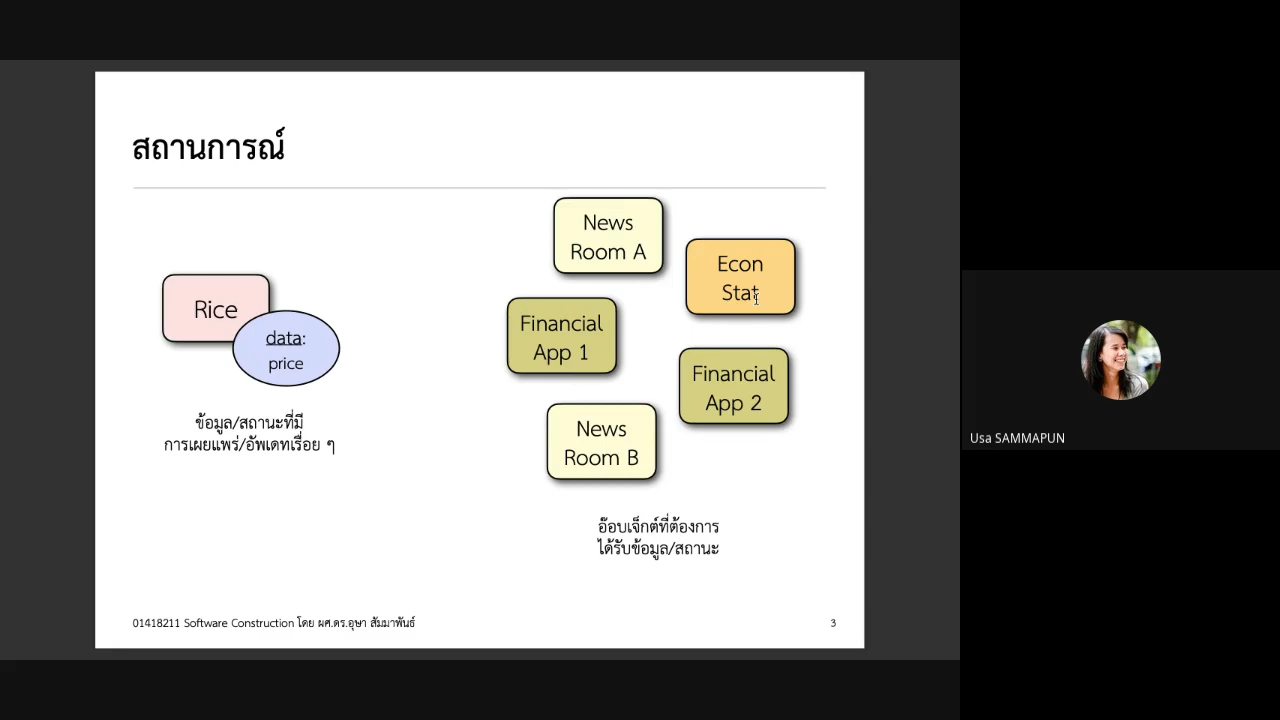 สถานการณ์
News
Room A
Econ
Stat
Rice
data:
price
Financial
App 1
Financial
App 2
ข้อมูล/สถานะที่มี
การเผยแพร่/อัพเดทเรื่อย ๆ
News
Room B
อ๊อบเจ็กต์ที่ต้องการ
ได้รับข้อมูล/สถานะ
01418211 Software Construction โดย ผศ.ดร.อุษา สัมมาพันธ์
3
Usa SAMMAPUN